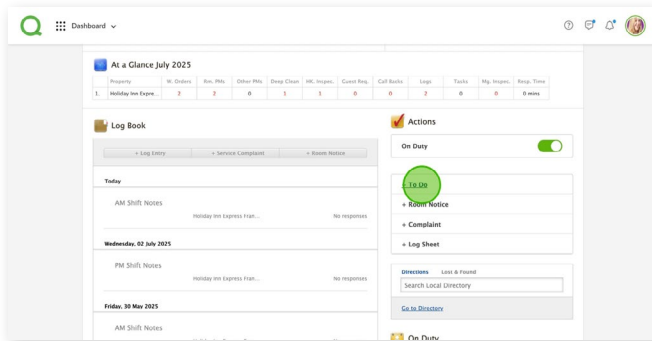 Dashboard
At a Glance July 2025
Property W. Orders Rm. PMs Other PMs Deep Clean HK. Inspec. Guest Req. Call Backs Logs Tasks Mg. Inspec. Resp. Time
1. Holiday Inn Expre... 2 2 0 1 1 0 0 2 0 0 0 mins
Log Book
+ Log Entry + Service Complaint + Room Notice
Today
AM Shift Notes
Holiday Inn Express Fran... No responses
Wednesday, 02 July 2025
PM Shift Notes
Holiday Inn Express Fran... No responses
Friday, 30 May 2025
AM Shift Notes
Actions
On Duty
+ To Do
+ Room Notice
+ Complaint
+ Log Sheet
Directions Lost & Found
Search Local Directory
Go to Directory
On Duty